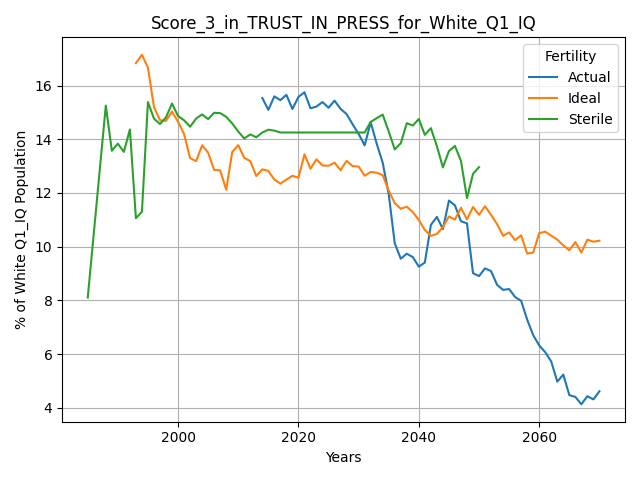 Score_3_in_TRUST_IN_PRESS_for_White_Q1_IQ
Fertility
Actual
Ideal
Sterile
% of White Q1_IQ Population
16
14
12
10
8
6
4
2000
2020
2040
2060
Years